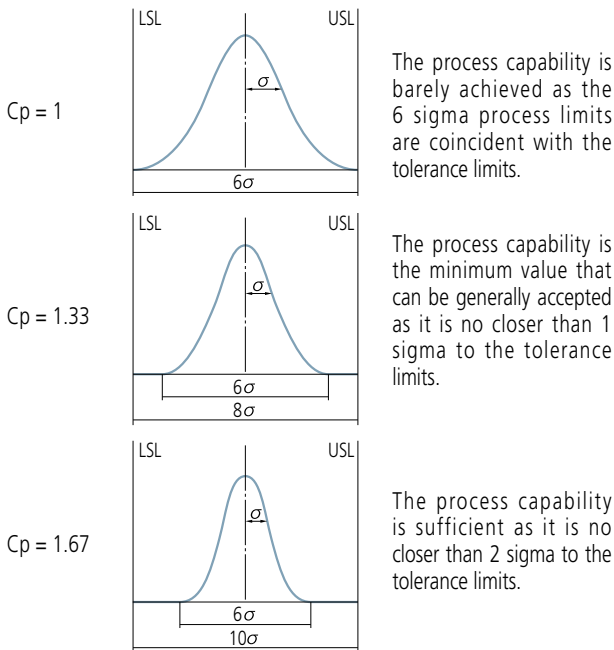 LSL USL
The process capability is
barely achieved as the
6 sigma process limits
are coincident with the
tolerance limits.
Cp = 1
σ
6σ
LSL USL
The process capability is
the minimum value that
can be generally accepted
as it is no closer than 1
sigma to the tolerance
limits.
Cp = 1.33
σ
6σ
8σ
LSL USL
The process capability
is sufficient as it is no
closer than 2 sigma to the
tolerance limits.
Cp = 1.67
σ
6σ
10σ